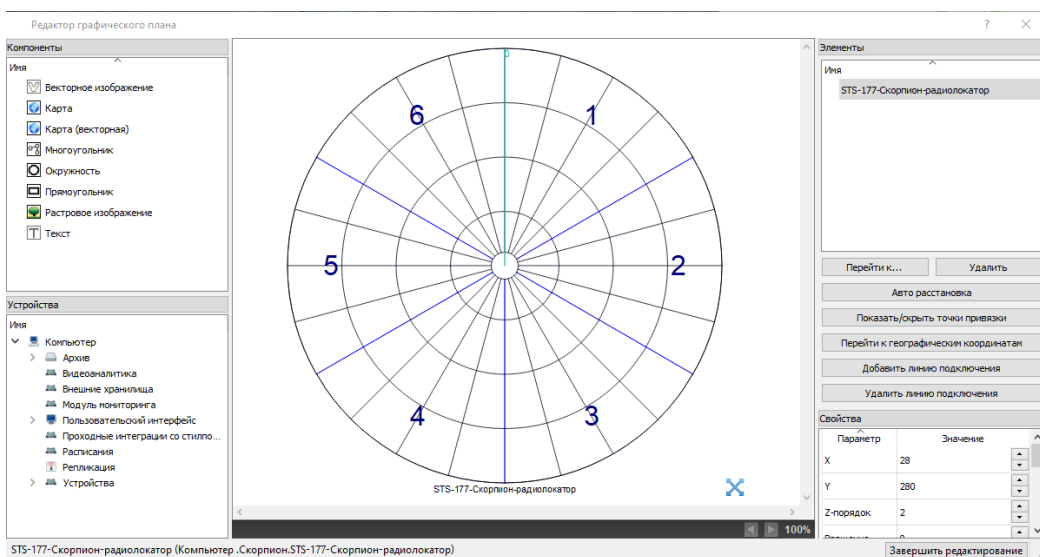 Редактор графического плана
?
Компоненты
Имя
Векторное изображение
Карта
Карта (векторная)
Многоугольник
Окружность
Прямоугольник
Растровое изображение
Текст
Устройства
Имя
Компьютер
Архив
Видеоаналитика
Внешние хранилища
Модуль мониторинга
Пользовательский интерфейс
Проходные интеграции со стилпо...
Расписания
Репликация
Устройства
0
6
1
5
2
4
3
STS-177-Скорпион-радиолокатор
100%
Элементы
Имя
STS-177-Скорпион-радиолокатор
Перейти к...
Удалить
Авто расстановка
Показать/скрыть точки привязки
Перейти к географическим координатам
Добавить линию подключения
Удалить линию подключения
Свойства
Параметр Значение
X 28
Y 280
Z-порядок 2
STS-177-Скорпион-радиолокатор (Компьютер .Скорпион.STS-177-Скорпион-радиолокатор)
Завершить редактирование